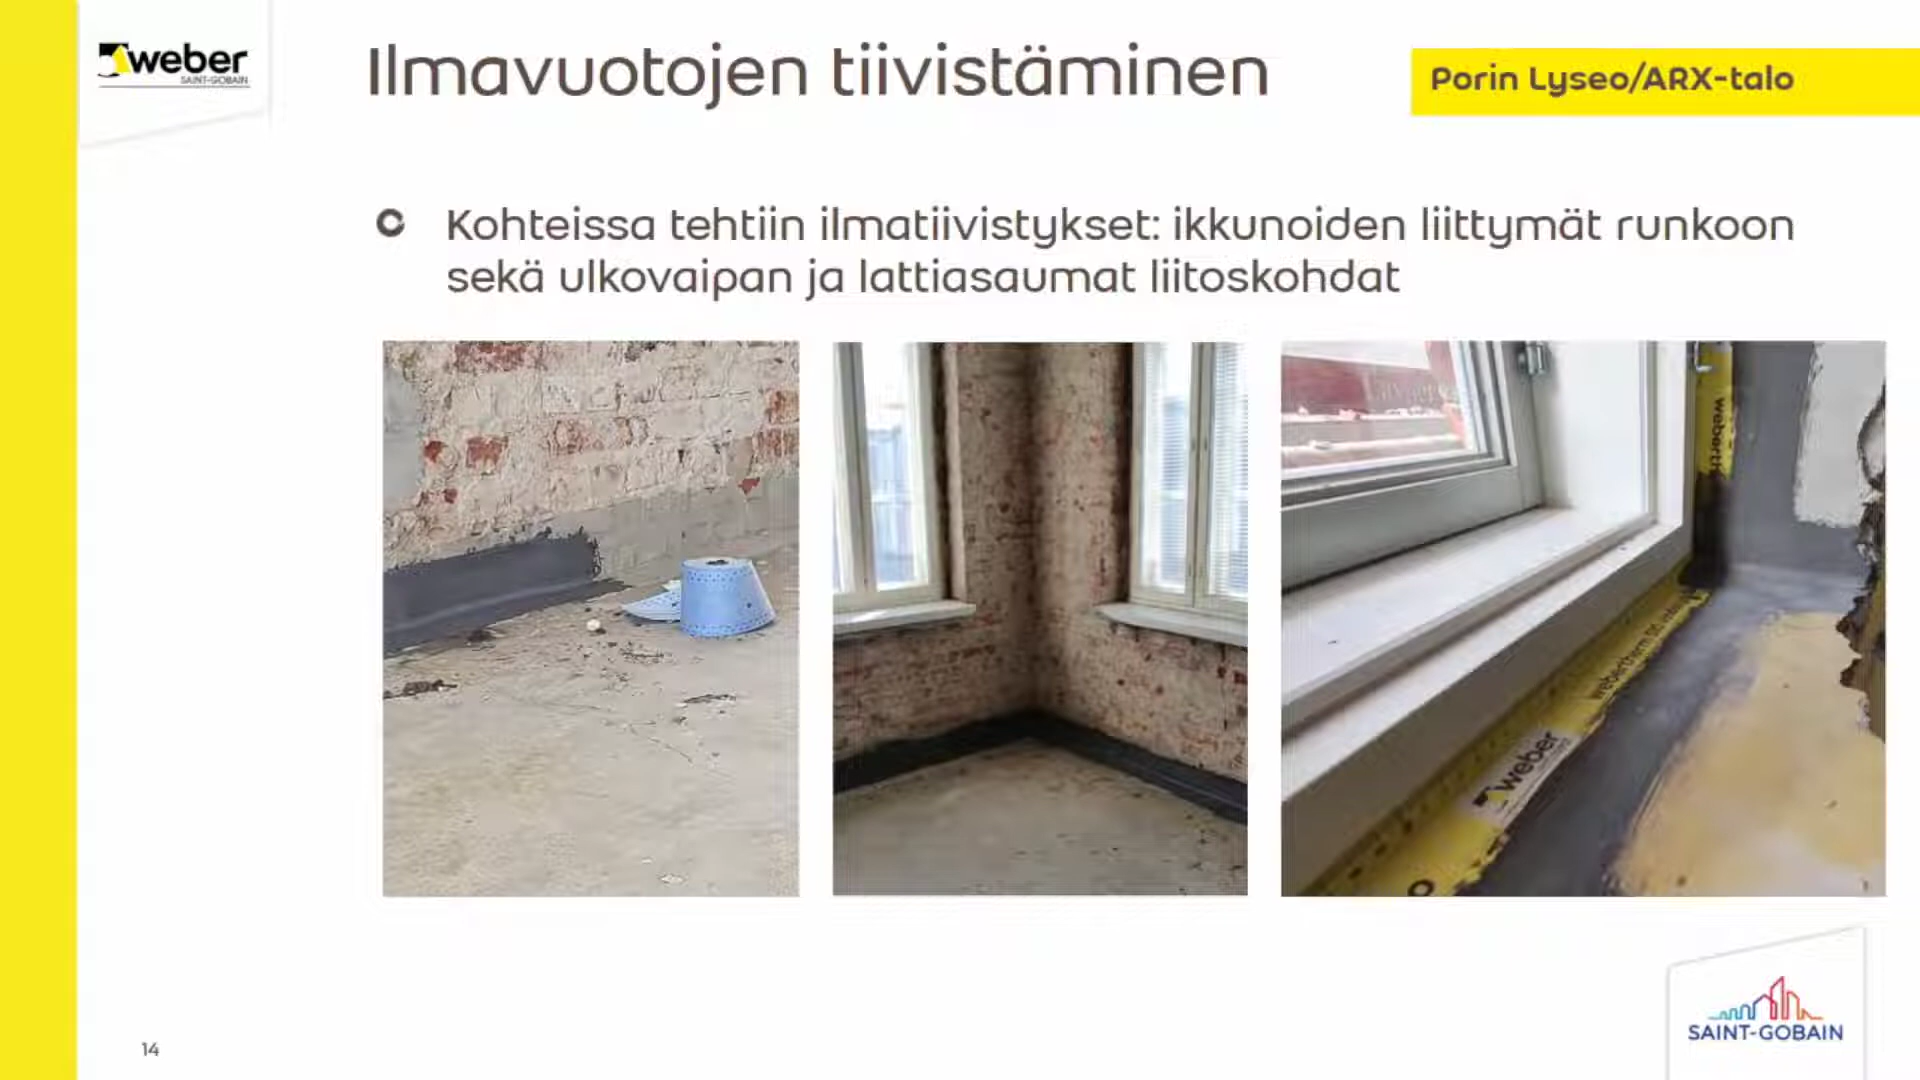 weber
SAINT-GOBAIN
Ilmavuotojen tiivistäminen
Porin Lyseo/ARX-talo
Kohteissa tehtiin ilmatiivistykset: ikkunoiden liittymät runkoon
sekä ulkovaipan ja lattiasaumat liitoskohdat
weber
14
SAINT-GOBAIN